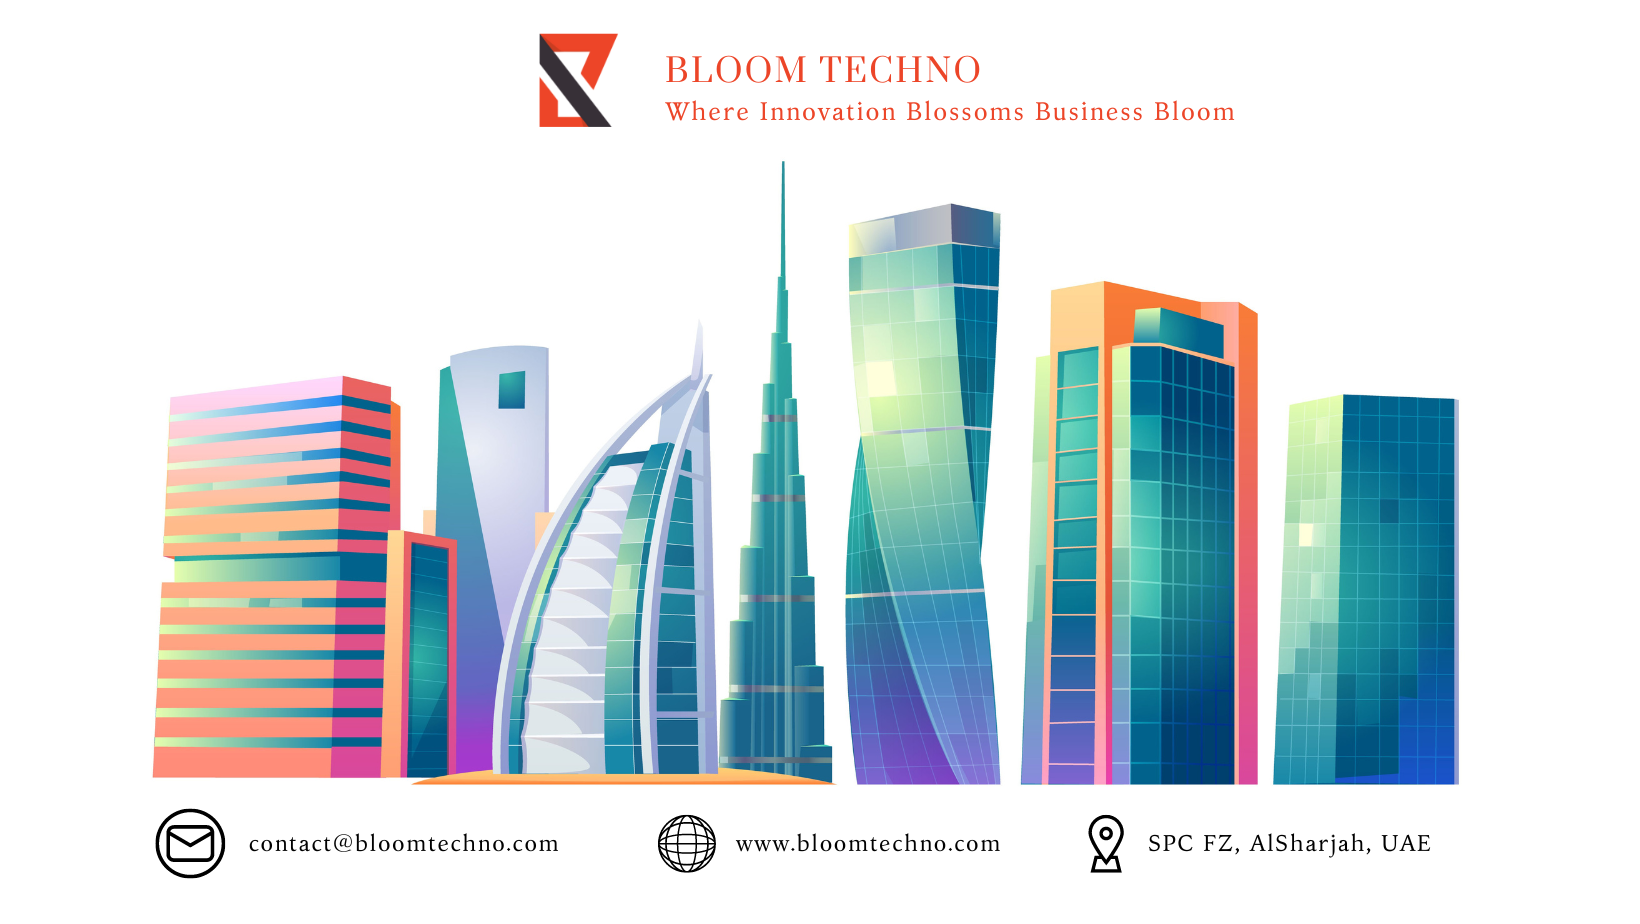 BLOOM TECHNO
Where Innovation Blossoms Business Bloom
contact@bloomtechno.com
www.bloomtechno.com
SPC FZ, AlSharjah, UAE